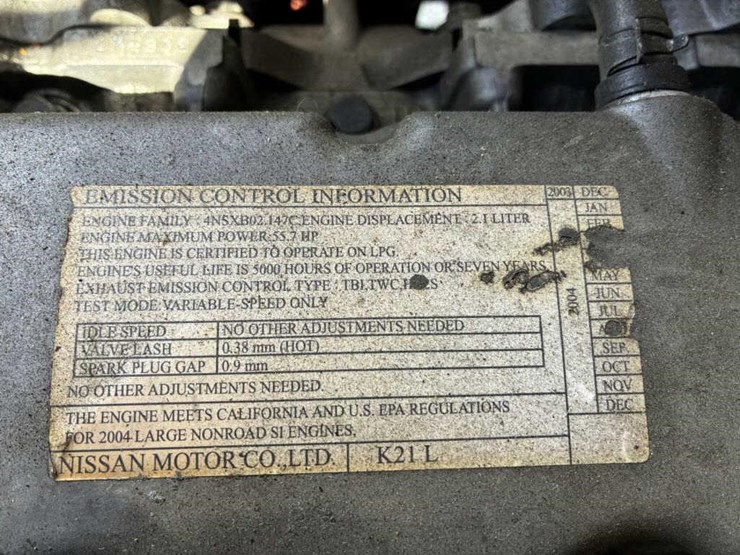 EMISSION CONTROL INFORMATION
ENGINE FAMILY : 4NSXB02.147C ENGINE DISPLACEMENT : 2.1 LITER
ENGINE MAXIMUM POWER 55.7 HP
THIS ENGINE IS CERTIFIED TO OPERATE ON LPG
ENGINE'S USEFUL LIFE IS 5000 HOURS OF OPERATION OR SEVEN YEARS
EXHAUST EMISSION CONTROL TYPE : TBI,TWC,
TEST MODE VARIABLE-SPEED ONLY
IDLE SPEED NO OTHER ADJUSTMENTS NEEDED
VALVE LASH 0.38 mm (HOT)
SPARK PLUG GAP 0.9 mm
NO OTHER ADJUSTMENTS NEEDED
THE ENGINE MEETS CALIFORNIA AND U.S. EPA REGULATIONS
FOR 2004 LARGE NONROAD SI ENGINES.
NISSAN MOTOR CO.,LTD. K21 L
2003 DEC
2004
JAN
FEB
MAY
JUN
JUL
SEP
OCT
NOV
DEC